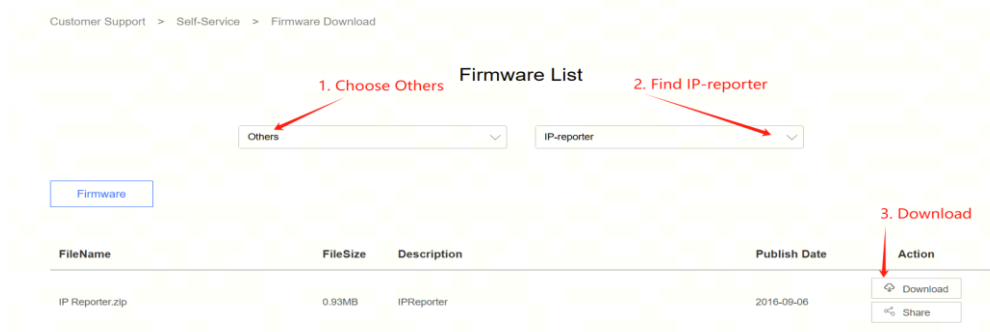 Customer Support > Self-Service > Firmware Download
Firmware List
1. Choose Others
2. Find IP-reporter
Others
IP-reporter
Firmware
3. Download
FileName FileSize Description Publish Date Action
Download
IP Reporter.zip 0.93MB IPReporter 2016-09-06
Share